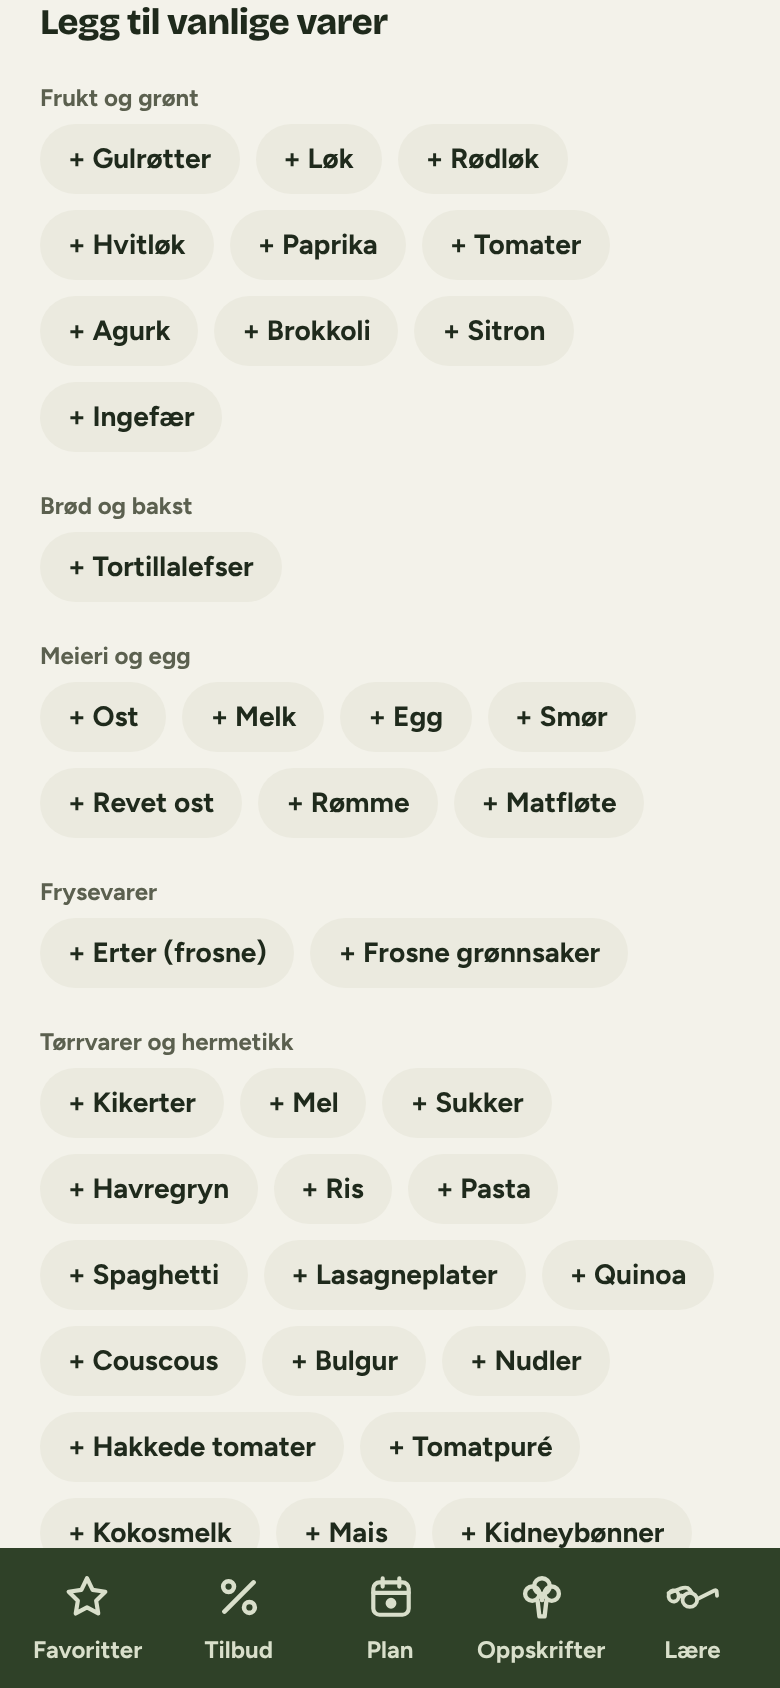 Legg til vanlige varer
Frukt og grønt
+ Gulrøtter + Løk + Rødløk
+ Hvitløk + Paprika + Tomater
+ Agurk + Brokkoli + Sitron
+ Ingefær
Brød og bakst
+ Tortillalefser
Meieri og egg
+ Ost + Melk + Egg + Smør
+ Revet ost + Rømme + Matfløte
Frysevarer
+ Erter (frosne) + Frosne grønnsaker
Tørrvarer og hermetikk
+ Kikerter + Mel + Sukker
+ Havregryn + Ris + Pasta
+ Spaghetti + Lasagneplater + Quinoa
+ Couscous + Bulgur + Nudler
+ Hakkede tomater + Tomatpuré
+ Kokosmelk + Mais + Kidneybønner
Favoritter Tilbud Plan Oppskrifter Lære